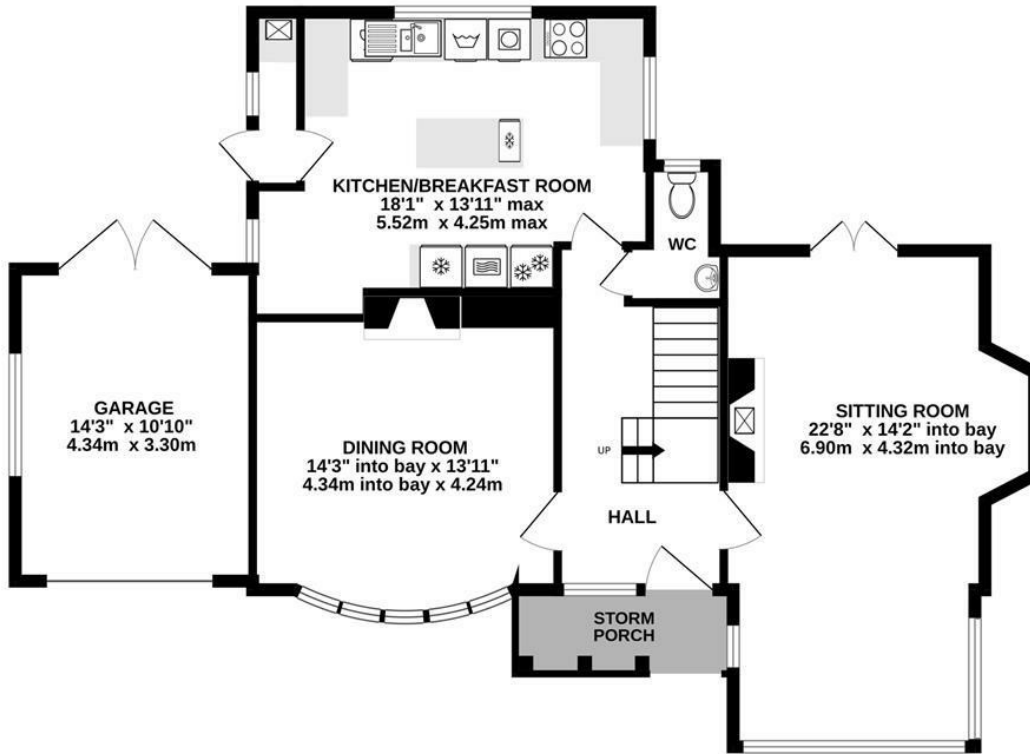 KITCHEN/BREAKFAST ROOM
18'1" x 13'11" max
5.52m x 4.25m max
WC
GARAGE
14'3" x 10'10"
4.34m x 3.30m
DINING ROOM
14'3" into bay x 13'11"
4.34m into bay x 4.24m
UP
HALL
SITTING ROOM
22'8" x 14'2" into bay
6.90m x 4.32m into bay
STORM
PORCH